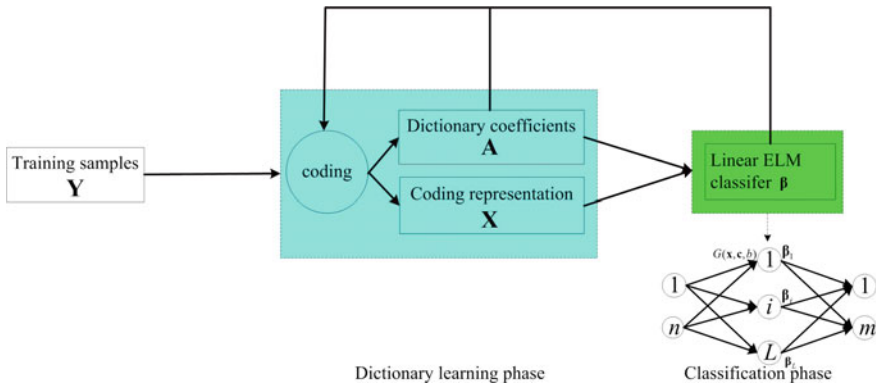 Training samples
Y
coding
Dictionary coefficients
A
Coding representation
X
Linear ELM
classifer β
G(x,c,b)
1
n
1
i
L
β₁
βᵢ
β_L
1
m
Dictionary learning phase
Classification phase